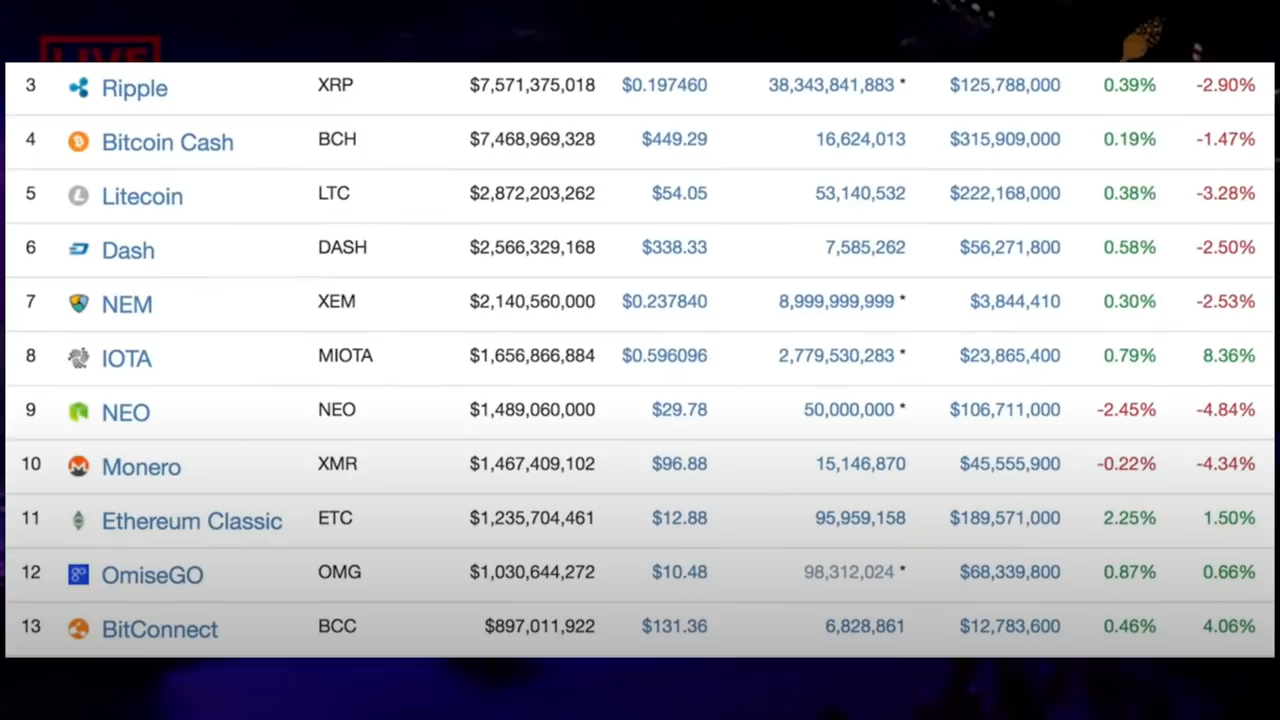 LIVE
3 Ripple XRP $7,571,375,018 $0.197460 38,343,841,883 * $125,788,000 0.39% -2.90%
4 Bitcoin Cash BCH $7,468,969,328 $449.29 16,624,013 $315,909,000 0.19% -1.47%
5 Litecoin LTC $2,872,203,262 $54.05 53,140,532 $222,168,000 0.38% -3.28%
6 Dash DASH $2,566,329,168 $338.33 7,585,262 $56,271,800 0.58% -2.50%
7 NEM XEM $2,140,560,000 $0.237840 8,999,999,999 * $3,844,410 0.30% -2.53%
8 IOTA MIOTA $1,656,866,884 $0.596096 2,779,530,283 * $23,865,400 0.79% 8.36%
9 NEO NEO $1,489,060,000 $29.78 50,000,000 * $106,711,000 -2.45% -4.84%
10 Monero XMR $1,467,409,102 $96.88 15,146,870 $45,555,900 -0.22% -4.34%
11 Ethereum Classic ETC $1,235,704,461 $12.88 95,959,158 $189,571,000 2.25% 1.50%
12 OmiseGO OMG $1,030,644,272 $10.48 98,312,024 * $68,339,800 0.87% 0.66%
13 BitConnect BCC $897,011,922 $131.36 6,828,861 $12,783,600 0.46% 4.06%